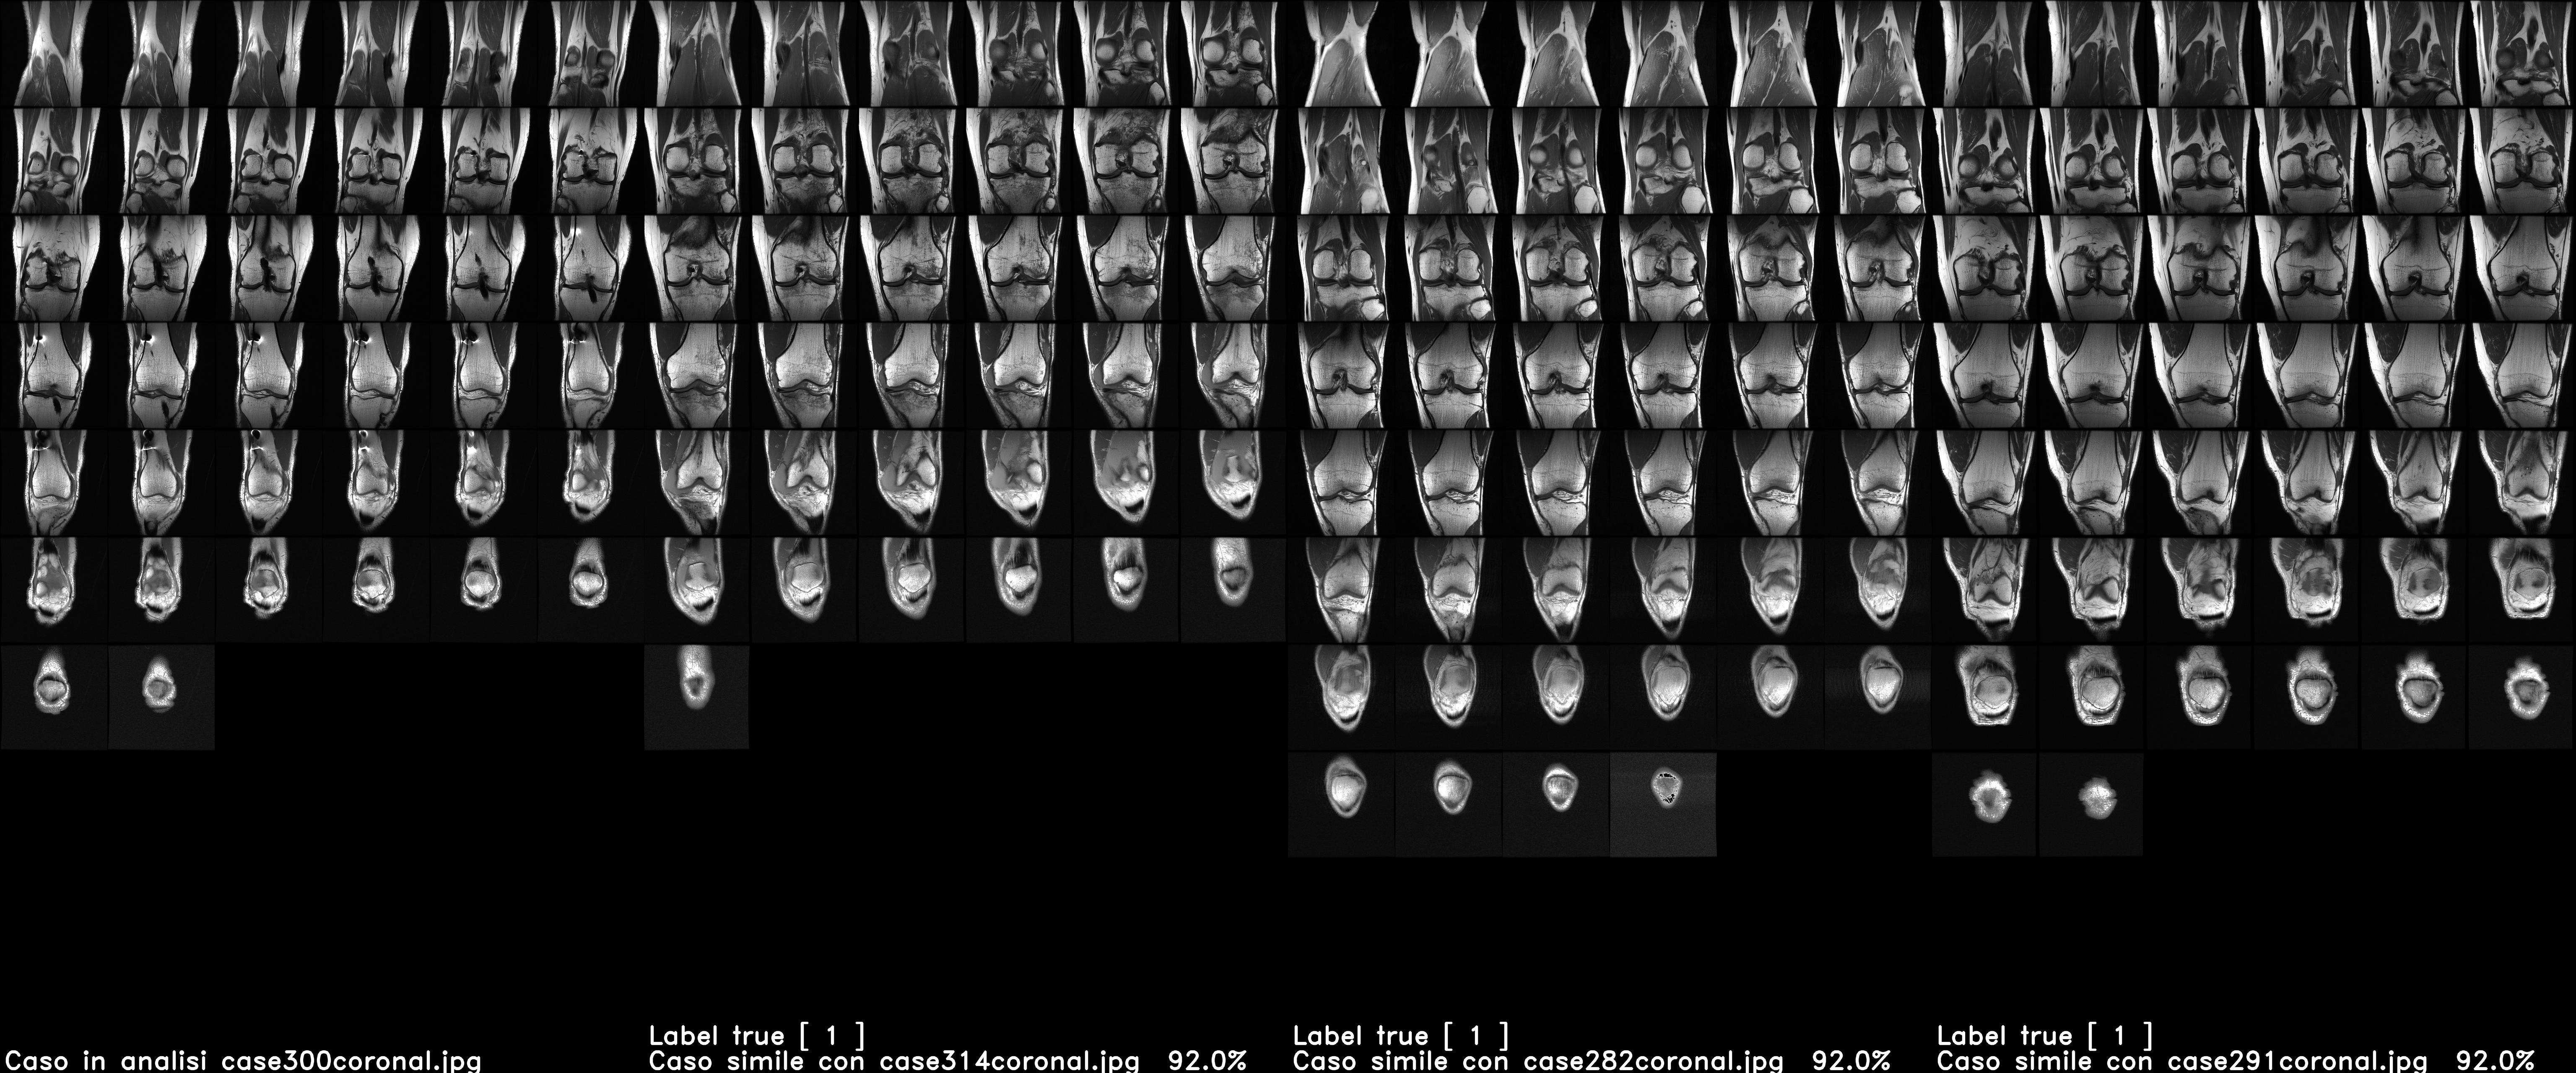 Caso in analisi case300coronal.jpg
Label true [ 1 ]
Caso simile con case314coronal.jpg 92.0%
Label true [ 1 ]
Caso simile con case282coronal.jpg 92.0%
Label true [ 1 ]
Caso simile con case291coronal.jpg 92.0%